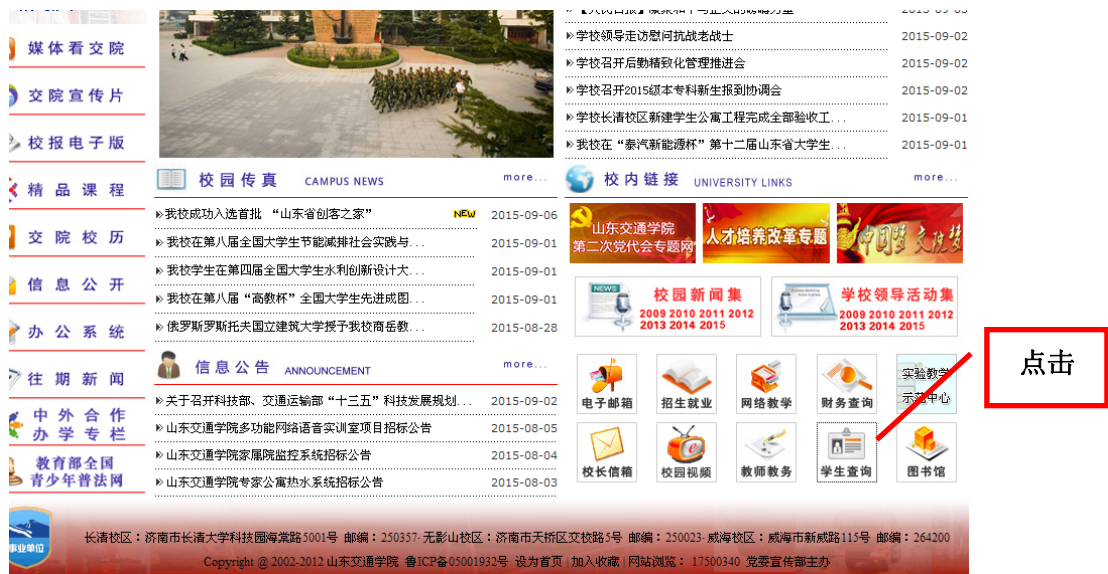 媒体看交院
交院宣传片
校报电子版
精品课程
交院校历
信息公开
办公系统
往期新闻
中外合作
办学专栏
教育部全国
青少年普法网
学校领导走访慰问抗战老战士 2015-09-02
学校召开后勤精致化管理推进会 2015-09-02
学校召开2015级本专科新生报到协调会 2015-09-02
学校长清校区新建学生公寓工程完成全部验收工... 2015-09-01
我校在“泰汽新能源杯”第十二届山东省大学生... 2015-09-01
校园传真 CAMPUS NEWS more...
我校成功入选首批 “山东省创客之家” NEW 2015-09-06
我校在第八届全国大学生节能减排社会实践与... 2015-09-01
我校学生在第四届全国大学生水利创新设计大... 2015-09-01
我校在第八届“高教杯”全国大学生先进成图... 2015-09-01
俄罗斯罗斯托夫国立建筑大学授予我校商岳教... 2015-08-28
信息公告 ANNOUNCEMENT more...
关于召开科技部、交通运输部“十三五”科技发展规划... 2015-09-02
山东交通学院多功能网络语音实训室项目招标公告 2015-08-05
山东交通学院家属院监控系统招标公告 2015-08-04
山东交通学院专家公寓热水系统招标公告 2015-08-03
校内链接 UNIVERSITY LINKS more...
山东交通学院
第二次党代会专题网
人才培养改革专题
中国梦 交院梦
NEWS
校园新闻集
2009 2010 2011 2012
2013 2014 2015
学校领导活动集
2009 2010 2011 2012
2013 2014 2015
电子邮箱 招生就业 网络教学 财务查询 实验教学
示范中心
校长信箱 校园视频 教师教务 学生查询 图书馆
点击
事业单位
长清校区：济南市长清大学科技园海棠路5001号 邮编：250357·无影山校区：济南市天桥区交校路5号 邮编：250023·威海校区：威海市新威路115号 邮编：264200
Copyright @ 2002-2012 山东交通学院 鲁ICP备05001932号 设为首页 | 加入收藏 | 网站浏览： 17500340 党委宣传部主办